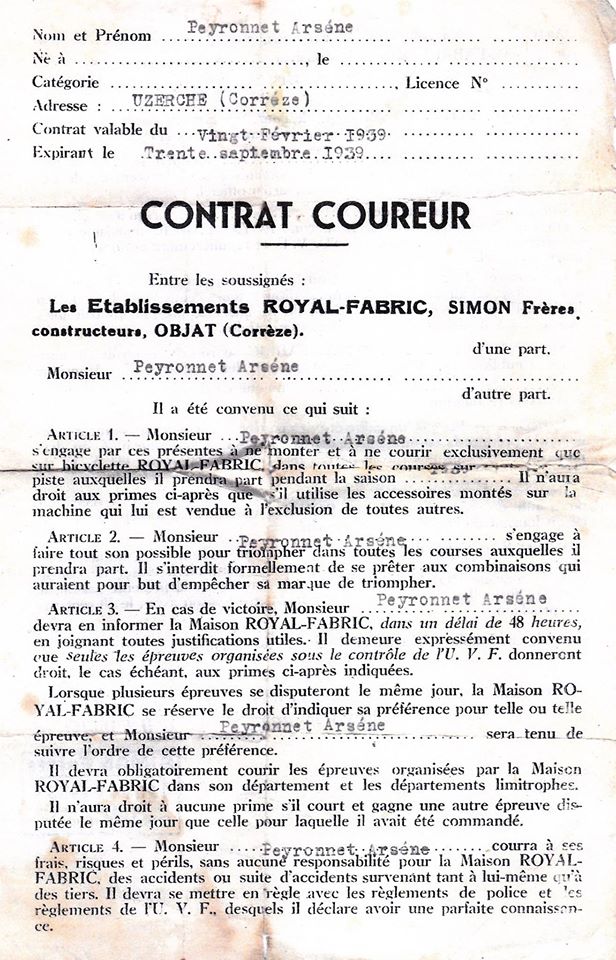 Nom et Prénom ... Peyronnet Arséne
Né à ..., le ...
Catégorie ..., Licence N° ...
Adresse : ... UZERCHE (Corréze)
Contrat valable du ... Vingt Février 1939
Expirant le ... Trente septembre 1939
CONTRAT COUREUR
Entre les soussignés :
Les Etablissements ROYAL-FABRIC, SIMON Frères,
constructeurs, OBJAT (Corrèze).
d'une part,
Monsieur ... Peyronnet Arséne
d'autre part.
Il a été convenu ce qui suit :
ARTICLE 1. — Monsieur ... Peyronnet Arséne
s'engage par ces présentes à ne monter et à ne courir exclusivement que
sur bicyclette ROYAL-FABRIC, dans toutes les courses sur
piste auxquelles il prendra part pendant la saison ... 1939 Il n'aura
droit aux primes ci-après que s'il utilise les accessoires montés sur la
machine qui lui est vendue à l'exclusion de toutes autres.
ARTICLE 2. — Monsieur ... Peyronnet Arséne ... s'engage à
faire tout son possible pour triompher dans toutes les courses auxquelles il
prendra part. Il s'interdit formellement de se prêter aux combinaisons qui
auraient pour but d'empêcher sa marque de triompher.
ARTICLE 3. — En cas de victoire, Monsieur ... Peyronnet Arséne
devra en informer la Maison ROYAL-FABRIC, dans un délai de 48 heures,
en joignant toutes justifications utiles. Il demeure expressément convenu
que seules les épreuves organisées sous le contrôle de l'U. V. F. donneront
droit, le cas échéant, aux primes ci-après indiquées.
Lorsque plusieurs épreuves se disputeront le même jour, la Maison RO-
YAL-FABRIC se réserve le droit d'indiquer sa préférence pour telle ou telle
épreuve, et Monsieur ... Peyronnet Arséne ... sera tenu de
suivre l'ordre de cette préférence.
Il devra obligatoirement courir les épreuves organisées par la Maison
ROYAL-FABRIC dans son département et les départements limitrophes.
Il n'aura droit à aucune prime s'il court et gagne une autre épreuve dis-
putée le même jour que celle pour laquelle il avait été commandé.
ARTICLE 4. — Monsieur ... Peyronnet Arséne ... courra à ses
frais, risques et périls, sans aucune responsabilité pour la Maison ROYAL-
FABRIC, des accidents ou suite d'accidents survenant tant à lui-même qu'à
des tiers. Il devra se mettre en règle avec les règlements de police et les
règlements de l'U. V. F., desquels il déclare avoir une parfaite connaissan-
ce.